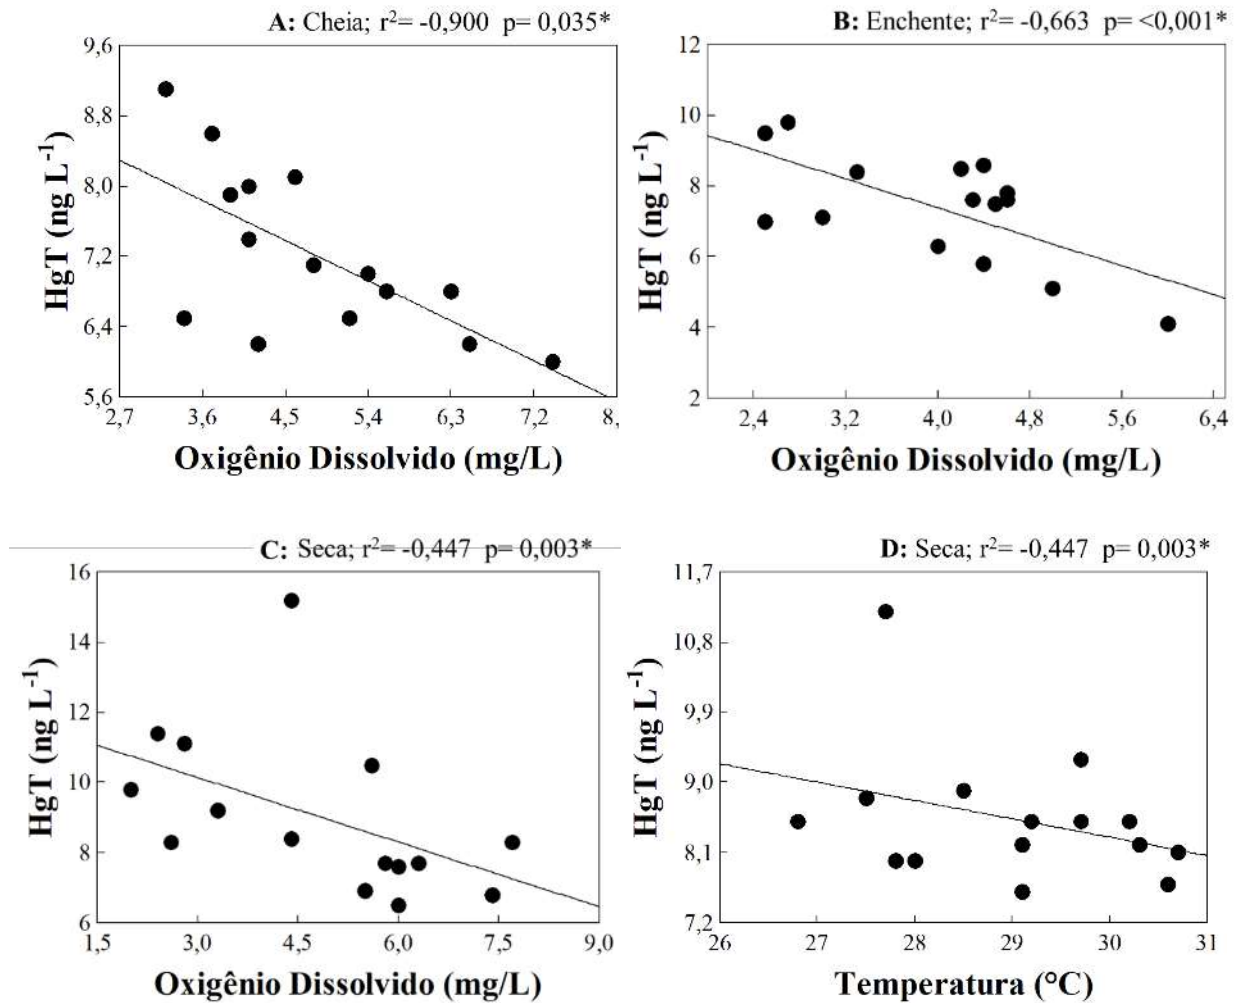 A: Cheia; r²= -0,900 p= 0,035*
9,6
8,8
8,0
7,2
6,4
5,6
HgT (ng L⁻¹)
2,7 3,6 4,5 5,4 6,3 7,2 8,
Oxigênio Dissolvido (mg/L)
B: Enchente; r²= -0,663 p= <0,001*
12
10
8
6
4
2
HgT (ng L⁻¹)
2,4 3,2 4,0 4,8 5,6 6,4
Oxigênio Dissolvido (mg/L)
C: Seca; r²= -0,447 p= 0,003*
16
14
12
10
8
6
HgT (ng L⁻¹)
1,5 3,0 4,5 6,0 7,5 9,0
Oxigênio Dissolvido (mg/L)
D: Seca; r²= -0,447 p= 0,003*
11,7
10,8
9,9
9,0
8,1
7,2
HgT (ng L⁻¹)
26 27 28 29 30 31
Temperatura (°C)